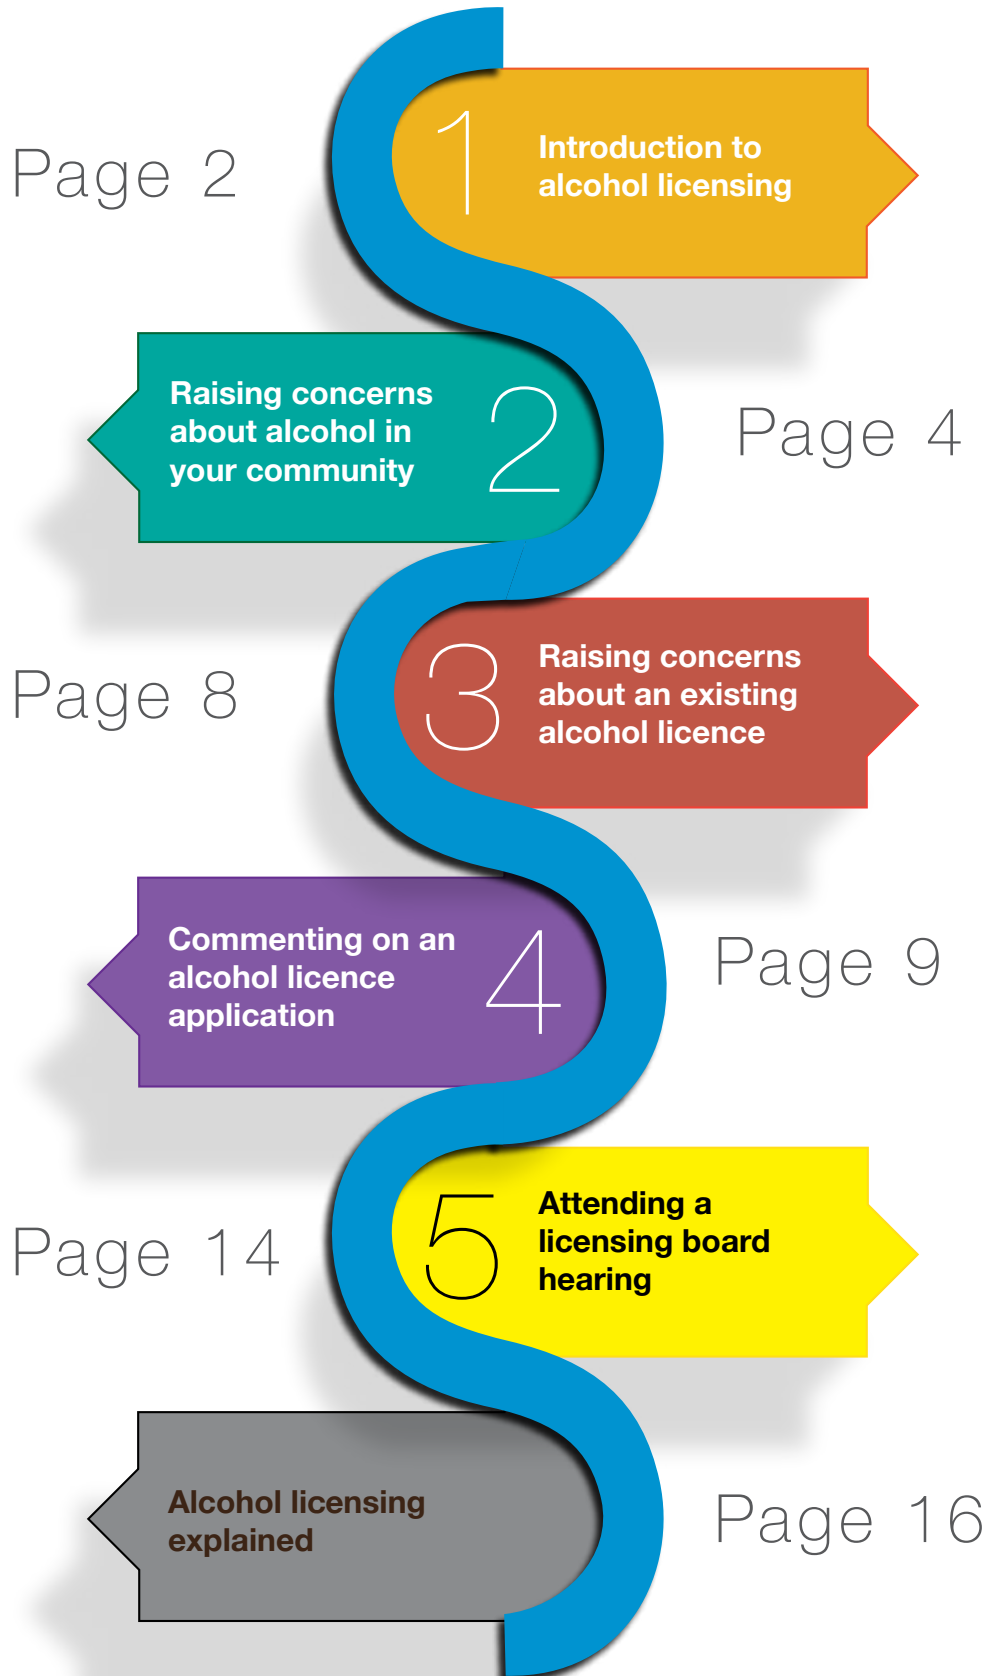 Page 2
1
Introduction to
alcohol licensing
Raising concerns
about alcohol in
your community
2
Page 4
Page 8
3
Raising concerns
about an existing
alcohol licence
Commenting on an
alcohol licence
application
4
Page 9
Page 14
5
Attending a
licensing board
hearing
Alcohol licensing
explained
Page 16